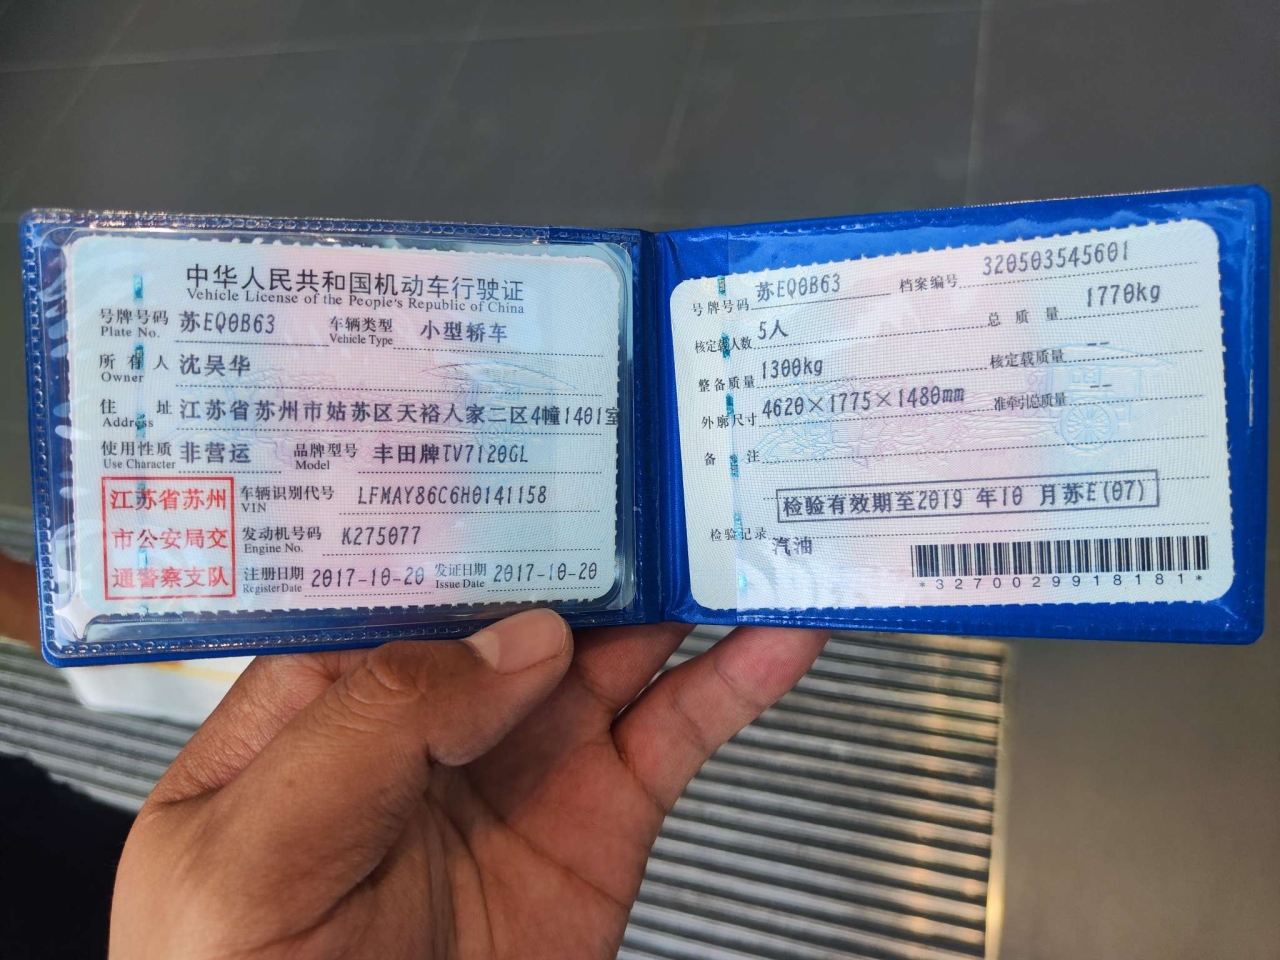 中华人民共和国机动车行驶证
Vehicle License of the People's Republic of China
号牌号码 苏EQ0B63 车辆类型 小型轿车
Plate No. Vehicle Type
所有人 沈吴华
Owner
住址 江苏省苏州市姑苏区天裕人家二区4幢1401室
Address
使用性质 非营运 品牌型号 丰田牌TV7120GL
Use Character Model
江苏省苏州
市公安局交
通警察支队
车辆识别代号 LFMAY86C6H0141158
VIN
发动机号码 K275077
Engine No.
注册日期 2017-10-20 发证日期 2017-10-20
Register Date Issue Date
号牌号码 苏EQ0B63 档案编号 320503545601
核定载人数 5人 总质量 1770kg
整备质量 1300kg 核定载质量 --
外廓尺寸 4620×1775×1480mm 准牵引总质量 --
备注
检验有效期至2019 年10 月苏E(07)
检验记录 汽油
*3270029918181*